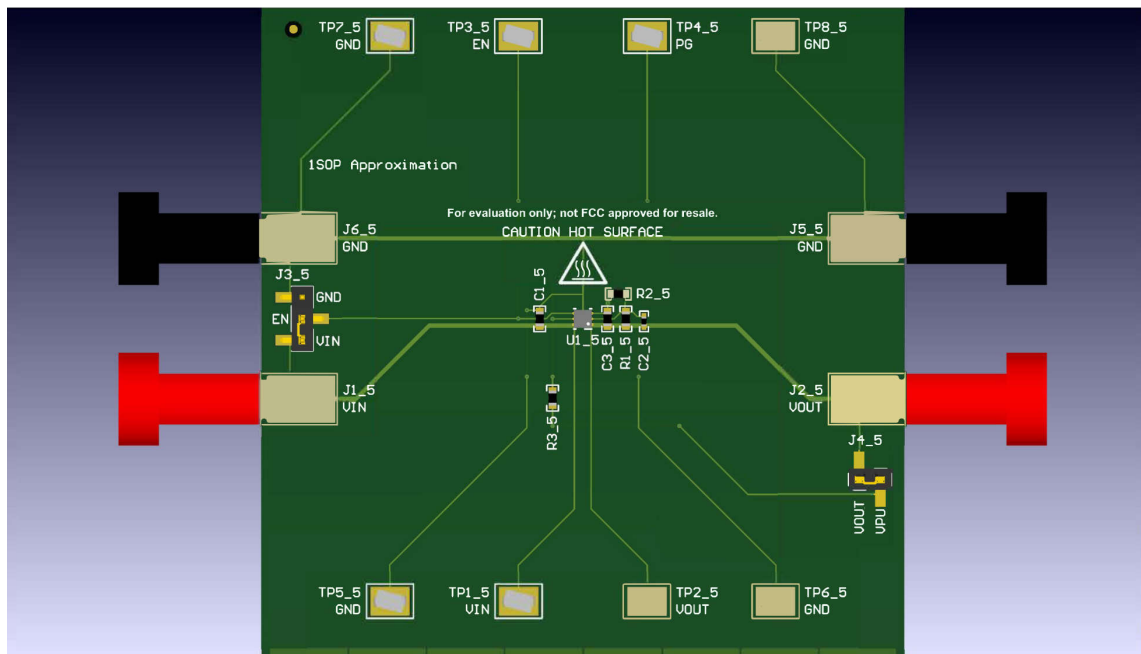 TP7_5
GND
TP3_5
EN
TP4_5
PG
TP8_5
GND
1SOP Approximation
For evaluation only; not FCC approved for resale.
CAUTION HOT SURFACE
J6_5
GND
J5_5
GND
J3_5
GND
EN
VIN
C1_5
R2_5
U1_5
C3_5
R1_5
C2_5
J1_5
VIN
J2_5
VOUT
R3_5
J4_5
VOUT
VPU
TP5_5
GND
TP1_5
VIN
TP2_5
VOUT
TP6_5
GND